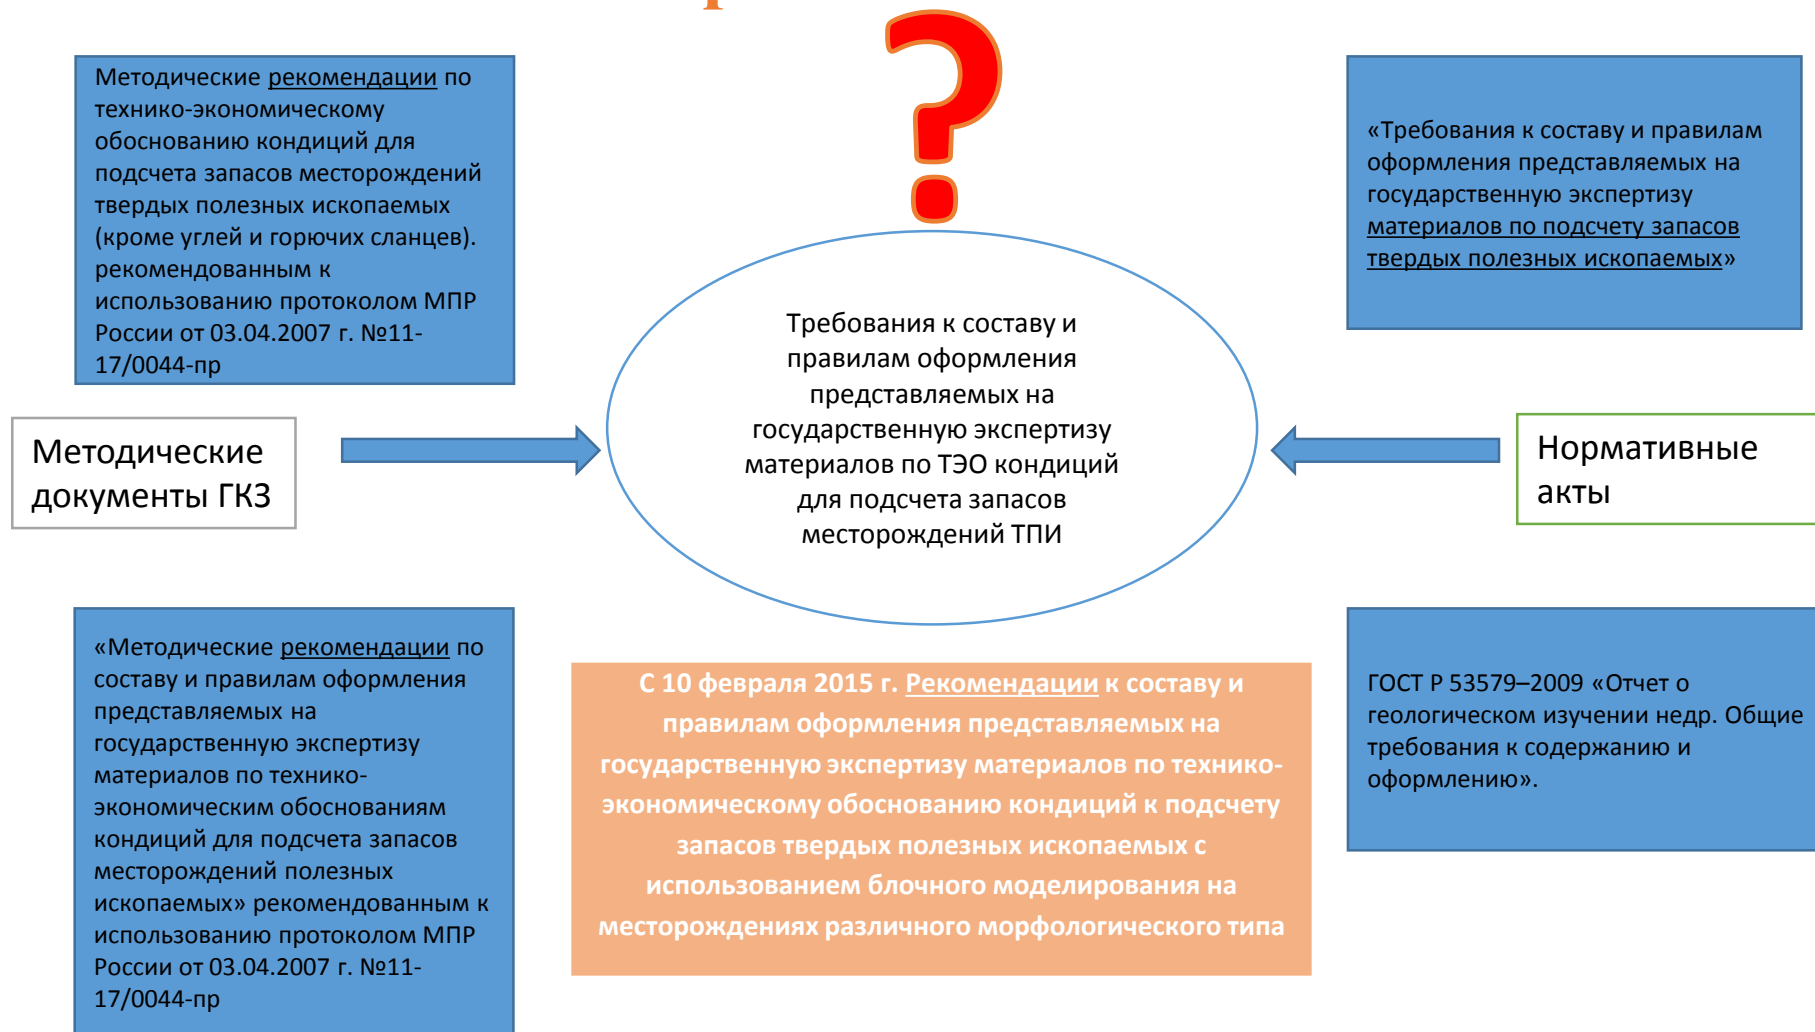 Методические рекомендации по
технико-экономическому
обоснованию кондиций для
подсчета запасов месторождений
твердых полезных ископаемых
(кроме углей и горючих сланцев).
рекомендованным к
использованию протоколом МПР
России от 03.04.2007 г. №11-
17/0044-пр
?
«Требования к составу и правилам
оформления представляемых на
государственную экспертизу
материалов по подсчету запасов
твердых полезных ископаемых»
Методические
документы ГКЗ
Требования к составу и
правилам оформления
представляемых на
государственную экспертизу
материалов по ТЭО кондиций
для подсчета запасов
месторождений ТПИ
Нормативные
акты
«Методические рекомендации по
составу и правилам оформления
представляемых на
государственную экспертизу
материалов по технико-
экономическим обоснованиям
кондиций для подсчета запасов
месторождений полезных
ископаемых» рекомендованным к
использованию протоколом МПР
России от 03.04.2007 г. №11-
17/0044-пр
С 10 февраля 2015 г. Рекомендации к составу и
правилам оформления представляемых на
государственную экспертизу материалов по технико-
экономическому обоснованию кондиций к подсчету
запасов твердых полезных ископаемых с
использованием блочного моделирования на
месторождениях различного морфологического типа
ГОСТ Р 53579–2009 «Отчет о
геологическом изучении недр. Общие
требования к содержанию и
оформлению».